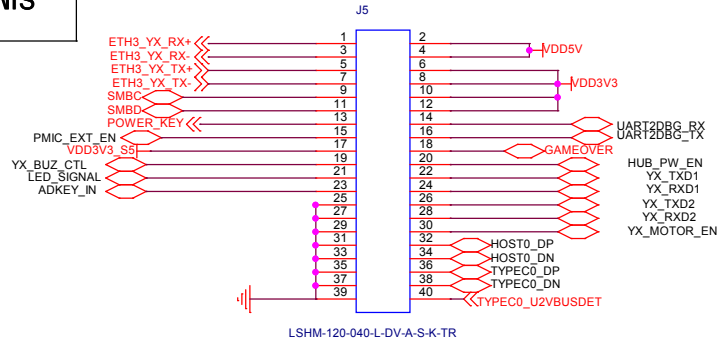 NIS
J5
ETH3_YX_RX+ 1 2
ETH3_YX_RX- 3 4 VDD5V
ETH3_YX_TX+ 5 6
ETH3_YX_TX- 7 8 VDD3V3
SMBC 9 10
SMBD 11 12
POWER_KEY 13 14 UART2DBG_RX
PMIC_EXT_EN 15 16 UART2DBG_TX
VDD3V3_S5 17 18 GAMEOVER
YX_BUZ_CTL 19 20 HUB_PW_EN
LED_SIGNAL 21 22 YX_TXD1
ADKEY_IN 23 24 YX_RXD1
25 26 YX_TXD2
27 28 YX_RXD2
29 30 YX_MOTOR_EN
31 32 HOST0_DP
33 34 HOST0_DN
35 36 TYPEC0_DP
37 38 TYPEC0_DN
39 40 TYPEC0_U2VBUSDET
LSHM-120-040-L-DV-A-S-K-TR